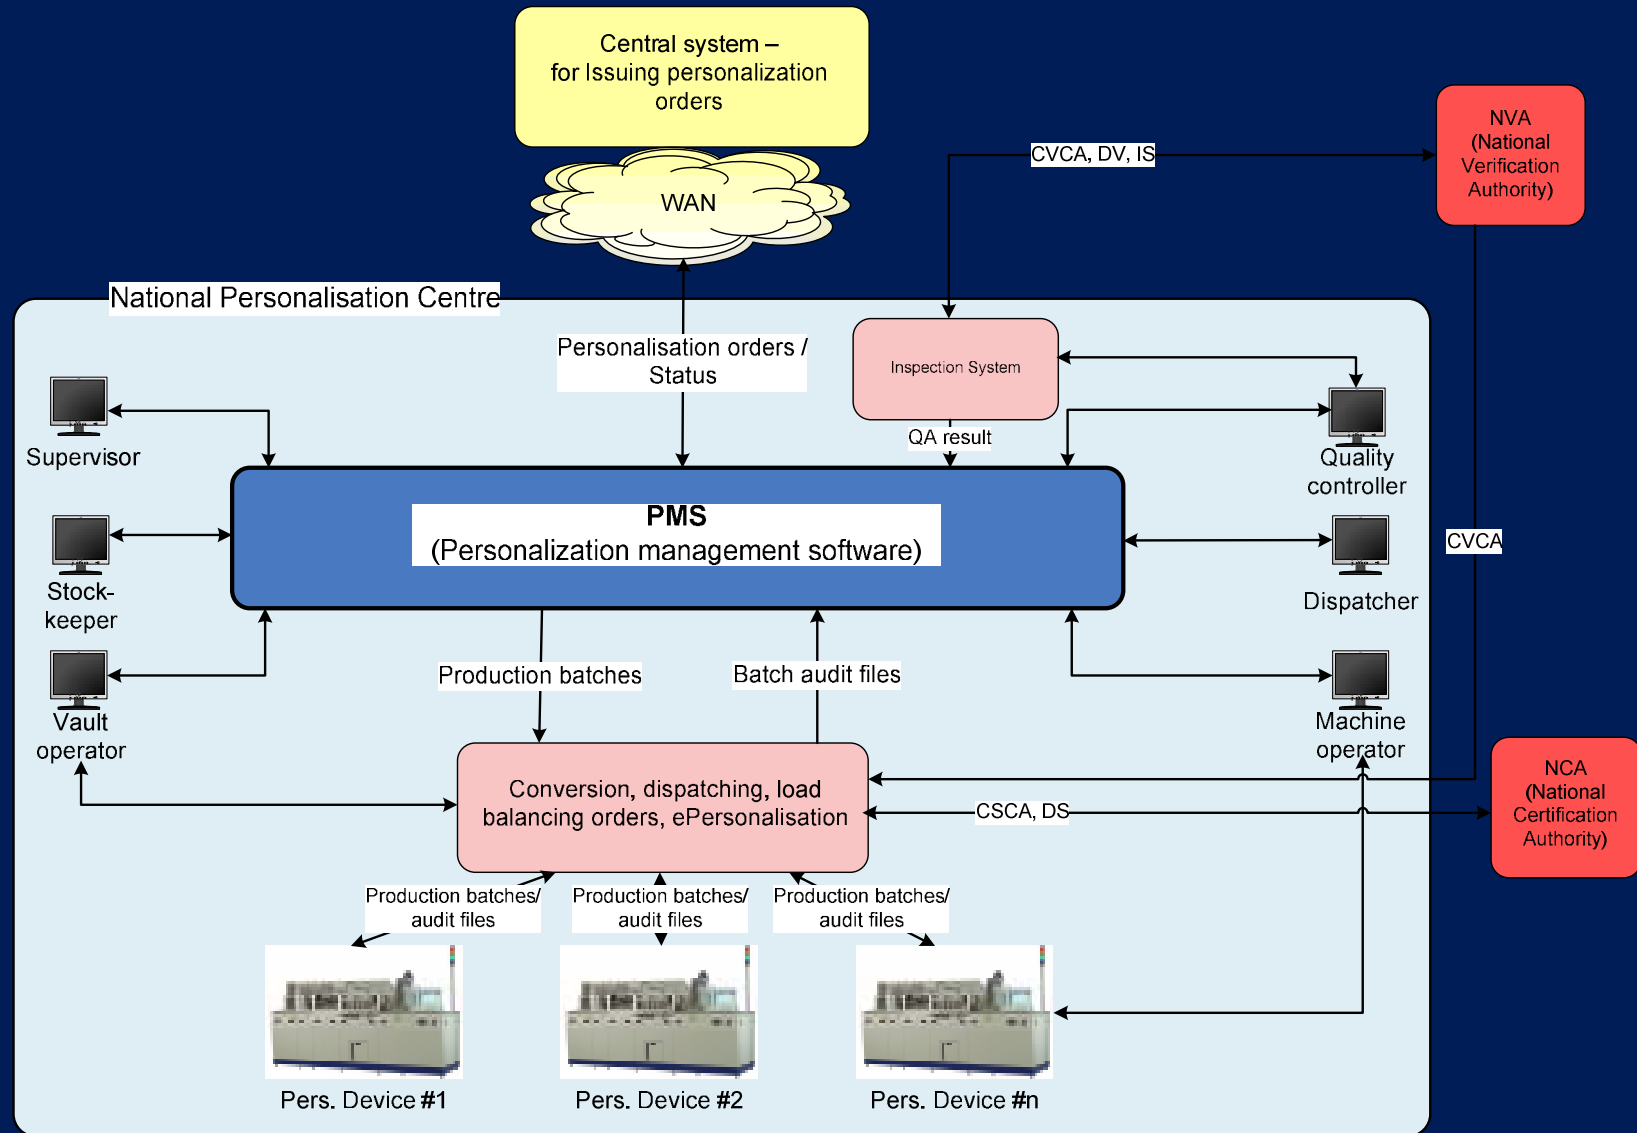 Central system –
for Issuing personalization
orders
WAN
NVA
(National
Verification
Authority)
CVCA, DV, IS
National Personalisation Centre
Personalisation orders /
Status
Inspection System
QA result
Supervisor
Quality
controller
PMS
(Personalization management software)
CVCA
Stock-
keeper
Dispatcher
Production batches
Batch audit files
Vault
operator
Machine
operator
Conversion, dispatching, load
balancing orders, ePersonalisation
CSCA, DS
NCA
(National
Certification
Authority)
Production batches/
audit files
Production batches/
audit files
Production batches/
audit files
Pers. Device #1
Pers. Device #2
Pers. Device #n